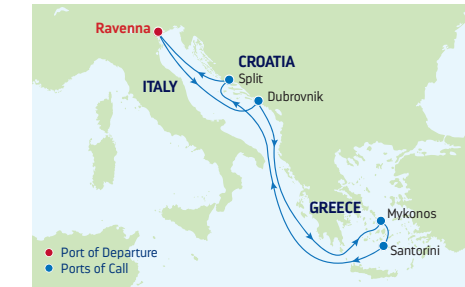 Ravenna
CROATIA
Split
ITALY
Dubrovnik
GREECE
Mykonos
Santorini
Port of Departure
Ports of Call